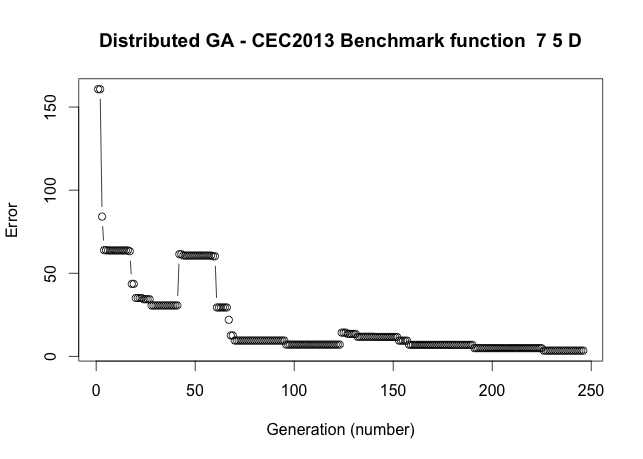 Distributed GA - CEC2013 Benchmark function  7 5 D
150
100
50
0
Error
0 50 100 150 200 250
Generation (number)